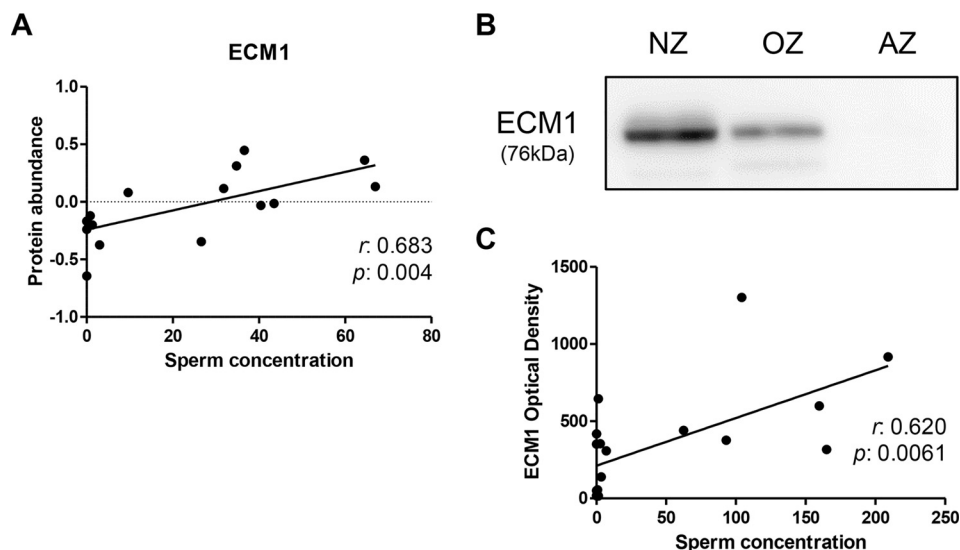 A
ECM1
Protein abundance
1.0
0.5
0.0
-0.5
-1.0
0
20
40
60
80
Sperm concentration
r: 0.683
p: 0.004
B
NZ OZ AZ
ECM1
(76kDa)
C
ECM1 Optical Density
1500
1000
500
0
0
50
100
150
200
250
Sperm concentration
r: 0.620
p: 0.0061